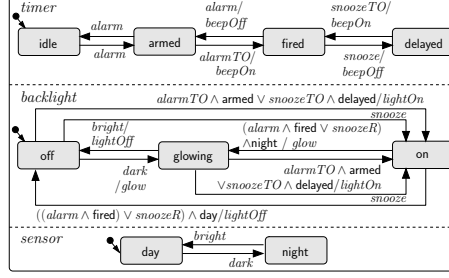 timer
alarm
alarm/
beepOff
snoozeTO/
beepOn
idle
armed
fired
delayed
alarm
alarmTO/
beepOn
snooze/
beepOff
backlight
alarmTO ∧ armed ∨ snoozeTO ∧ delayed/lightOn
snooze
bright/
lightOff
(alarm ∧ fired ∨ snoozeR)
∧night / glow
off
glowing
on
dark
/glow
alarmTO ∧ armed
∨snoozeTO ∧ delayed/lightOn
snooze
((alarm ∧ fired) ∨ snoozeR) ∧ day/lightOff
sensor
bright
day
night
dark